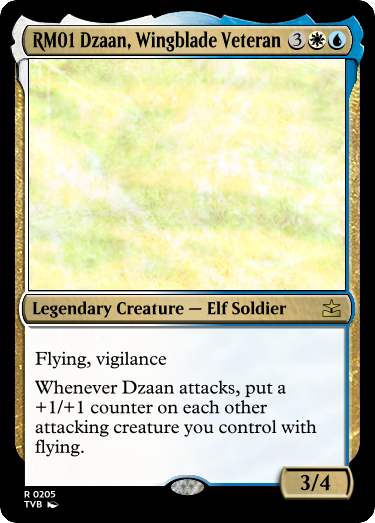 RM01 Dzaan, Wingblade Veteran 3
Legendary Creature — Elf Soldier
Flying, vigilance
Whenever Dzaan attacks, put a
+1/+1 counter on each other
attacking creature you control with
flying.
3/4
R 0205
TVB